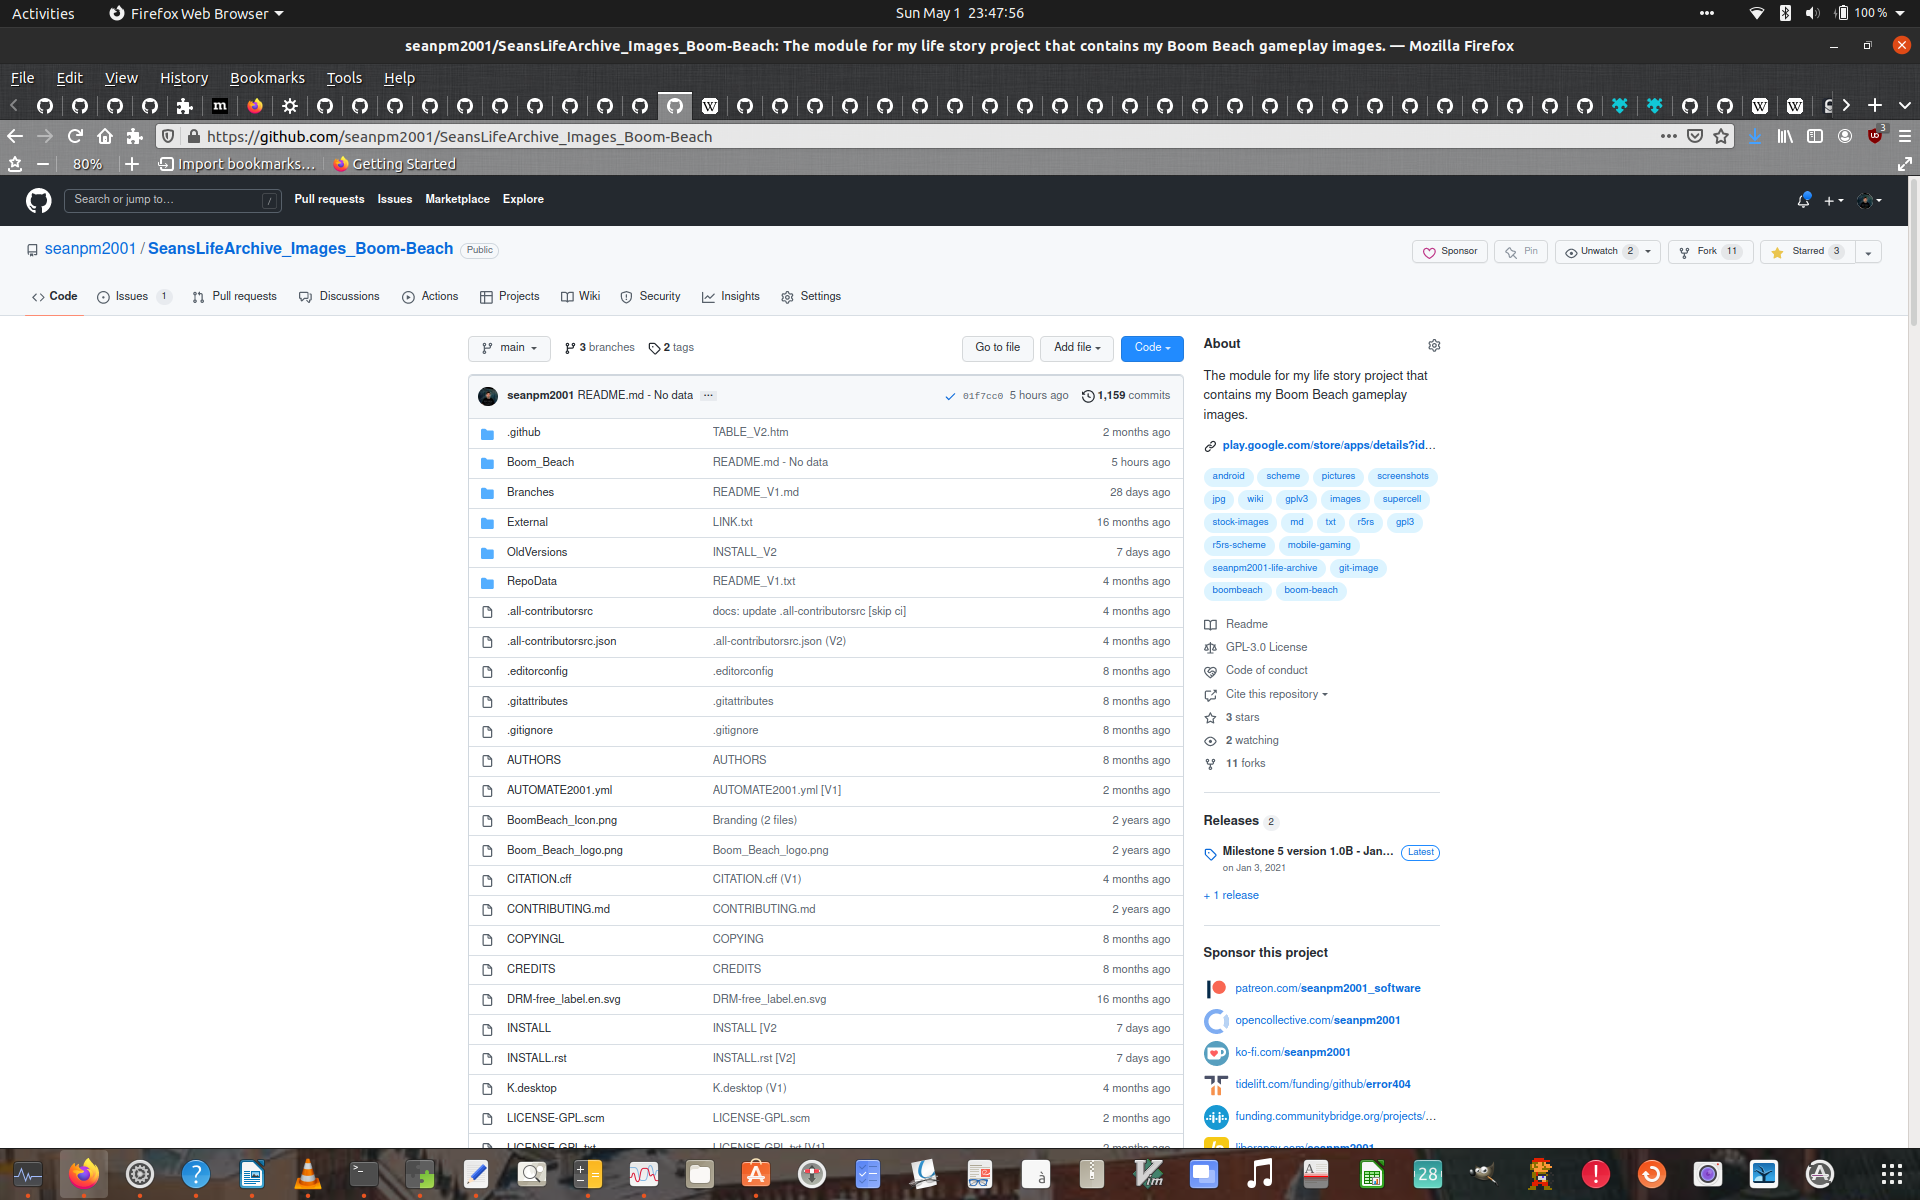 Activities Firefox Web Browser Sun May 1 23:47:56 100 %
seanpm2001/SeansLifeArchive_Images_Boom-Beach: The module for my life story project that contains my Boom Beach gameplay images. — Mozilla Firefox
File Edit View History Bookmarks Tools Help
https://github.com/seanpm2001/SeansLifeArchive_Images_Boom-Beach 3
80% Import bookmarks... Getting Started
Search or jump to... / Pull requests Issues Marketplace Explore
seanpm2001 / SeansLifeArchive_Images_Boom-Beach Public Sponsor Pin Unwatch 2 Fork 11 Starred 3
Code Issues 1 Pull requests Discussions Actions Projects Wiki Security Insights Settings
main 3 branches 2 tags Go to file Add file Code
seanpm2001 README.md - No data ... 01f7cc0 5 hours ago 1,159 commits
.github TABLE_V2.htm 2 months ago
Boom_Beach README.md - No data 5 hours ago
Branches README_V1.md 28 days ago
External LINK.txt 16 months ago
OldVersions INSTALL_V2 7 days ago
RepoData README_V1.txt 4 months ago
.all-contributorsrc docs: update .all-contributorsrc [skip ci] 4 months ago
.all-contributorsrc.json .all-contributorsrc.json (V2) 4 months ago
.editorconfig .editorconfig 8 months ago
.gitattributes .gitattributes 8 months ago
.gitignore .gitignore 8 months ago
AUTHORS AUTHORS 8 months ago
AUTOMATE2001.yml AUTOMATE2001.yml [V1] 2 months ago
BoomBeach_Icon.png Branding (2 files) 2 years ago
Boom_Beach_logo.png Boom_Beach_logo.png 2 years ago
CITATION.cff CITATION.cff (V1) 4 months ago
CONTRIBUTING.md CONTRIBUTING.md 2 years ago
COPYINGL COPYING 8 months ago
CREDITS CREDITS 8 months ago
DRM-free_label.en.svg DRM-free_label.en.svg 16 months ago
INSTALL INSTALL [V2 7 days ago
INSTALL.rst INSTALL.rst [V2] 7 days ago
K.desktop K.desktop (V1) 4 months ago
LICENSE-GPL.scm LICENSE-GPL.scm 2 months ago
LICENSE-GPL.txt LICENSE-GPL.txt [V1] 2 months ago
About
The module for my life story project that
contains my Boom Beach gameplay
images.
play.google.com/store/apps/details?id...
android scheme pictures screenshots
jpg wiki gplv3 images supercell
stock-images md txt r5rs gpl3
r5rs-scheme mobile-gaming
seanpm2001-life-archive git-image
boombeach boom-beach
Readme
GPL-3.0 License
Code of conduct
Cite this repository
3 stars
2 watching
11 forks
Releases 2
Milestone 5 version 1.0B - Jan... Latest
on Jan 3, 2021
+ 1 release
Sponsor this project
patreon.com/seanpm2001_software
opencollective.com/seanpm2001
ko-fi.com/seanpm2001
tidelift.com/funding/github/error404
funding.communitybridge.org/projects/...
liberapay.com/seanpm2001
28